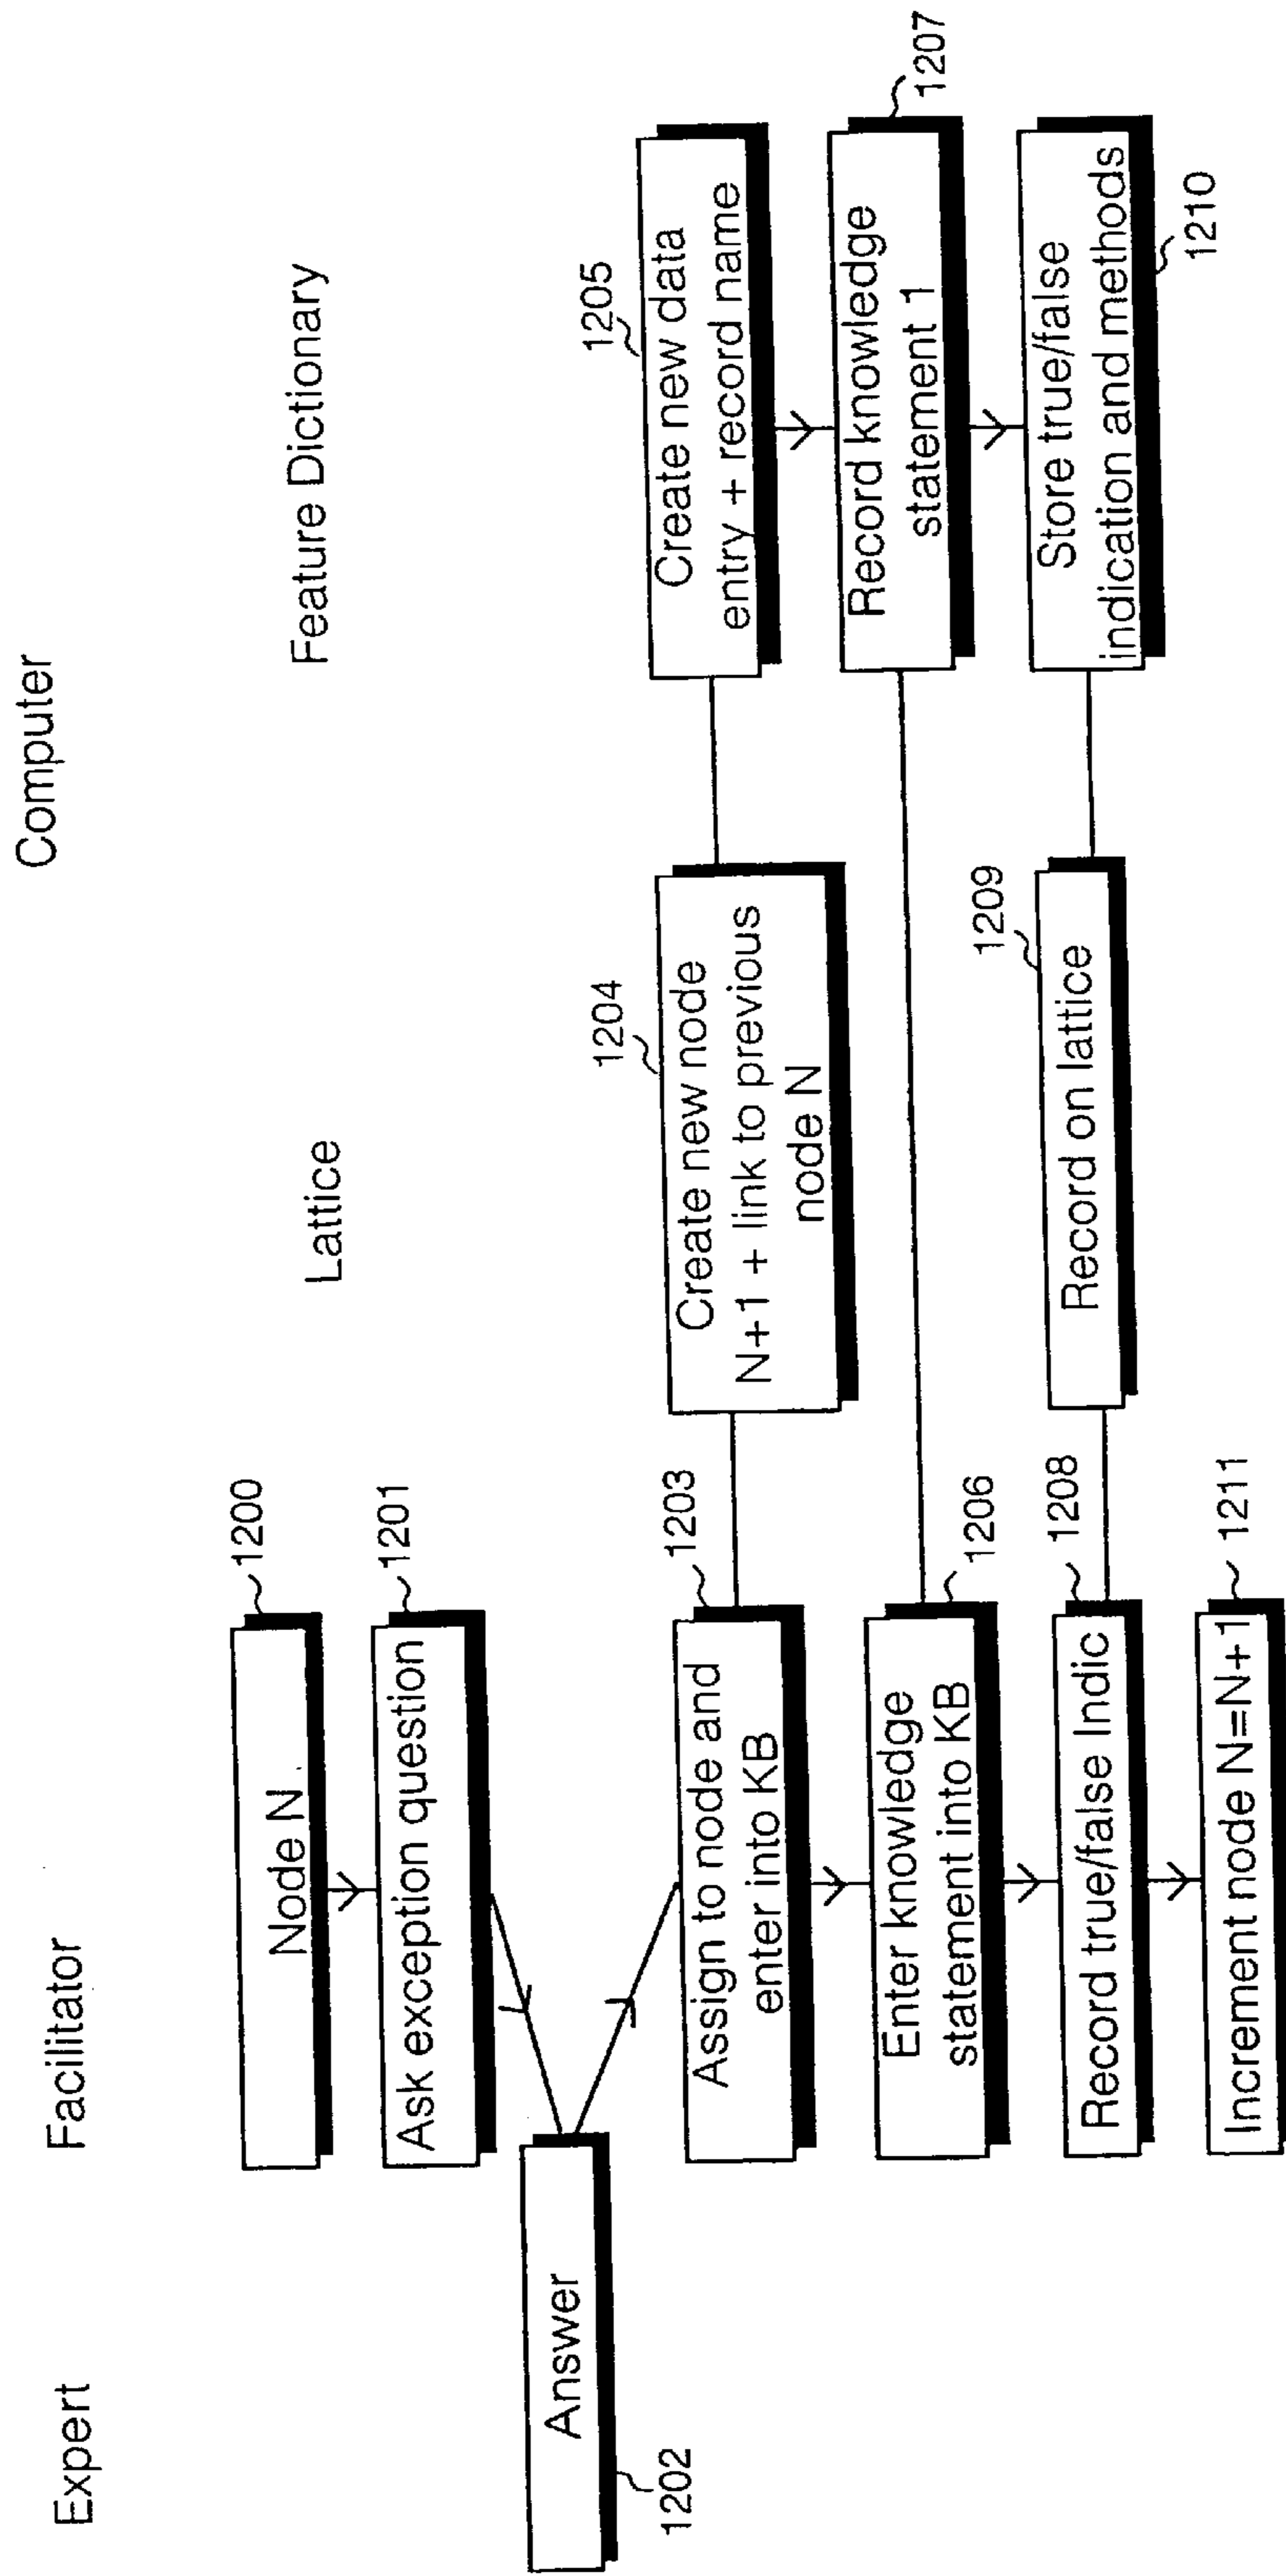 Computer
Expert
Facilitator
Lattice
Feature Dictionary
Node N
1200
Ask exception question
1201
Answer
1202
Assign to node and
enter into KB
1203
Create new node
N+1 + link to previous
node N
1204
Create new data
entry + record name
1205
Enter knowledge
statement into KB
1206
Record knowledge
statement 1
1207
Record true/false Indic
1208
Record on lattice
1209
Store true/false
indication and methods
1210
Increment node N=N+1
1211